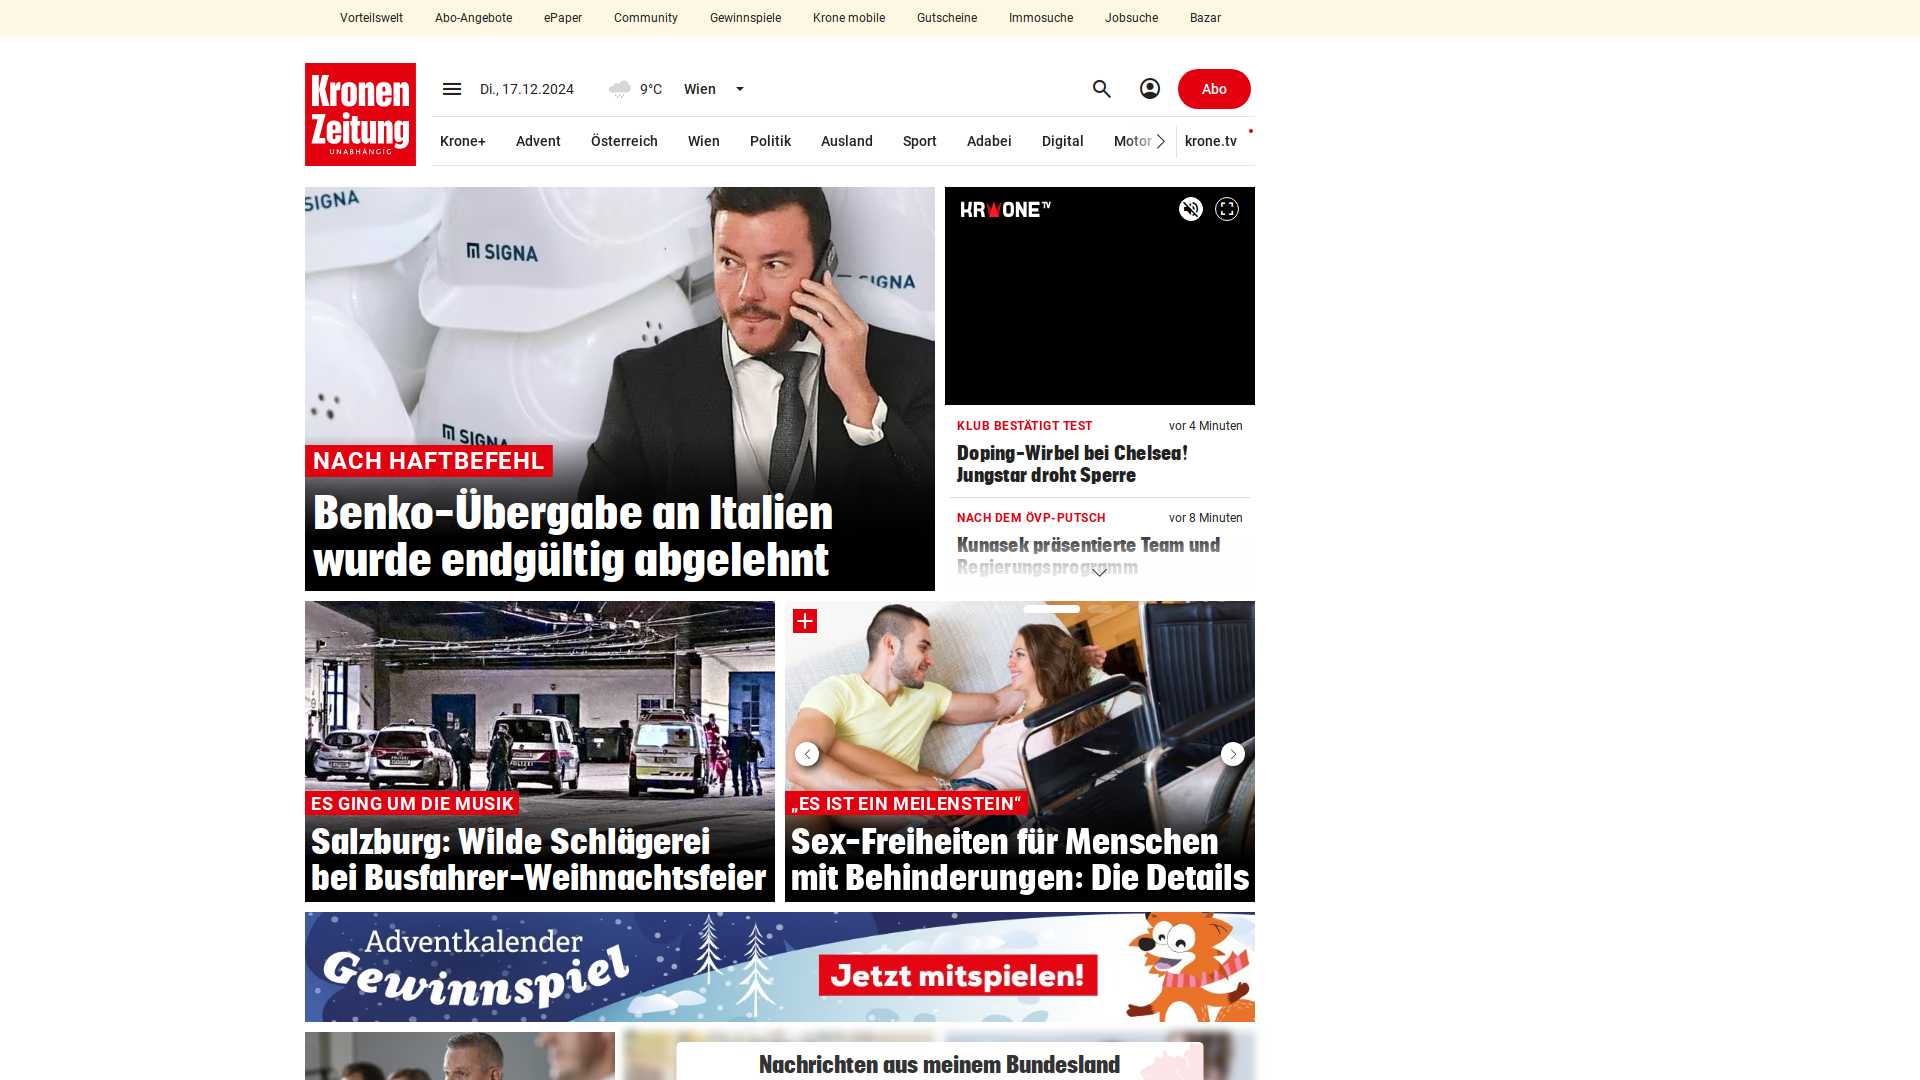 Vorteilswelt
Abo-Angebote
ePaper
Community
Gewinnspiele
Krone mobile
Gutscheine
Immosuche
Jobsuche
Bazar
Kronen
Zeitung
UNABHÄNGIG
Di., 17.12.2024
9°C
Wien
Abo
Krone+
Advent
Österreich
Wien
Politik
Ausland
Sport
Adabei
Digital
Motor
krone.tv
SIGNA
SIGNA
SIGNA
SIGNA
NACH HAFTBEFEHL
Benko-Übergabe an Italien
wurde endgültig abgelehnt
KRONE TV
KLUB BESTÄTIGT TEST
vor 4 Minuten
Doping-Wirbel bei Chelsea!
Jungstar droht Sperre
NACH DEM ÖVP-PUTSCH
vor 8 Minuten
Kunasek präsentierte Team und
Regierungsprogramm
ES GING UM DIE MUSIK
Salzburg: Wilde Schlägerei
bei Busfahrer-Weihnachtsfeier
„ES IST EIN MEILENSTEIN“
Sex-Freiheiten für Menschen
mit Behinderungen: Die Details
Adventkalender
Gewinnspiel
Jetzt mitspielen!
Nachrichten aus meinem Bundesland